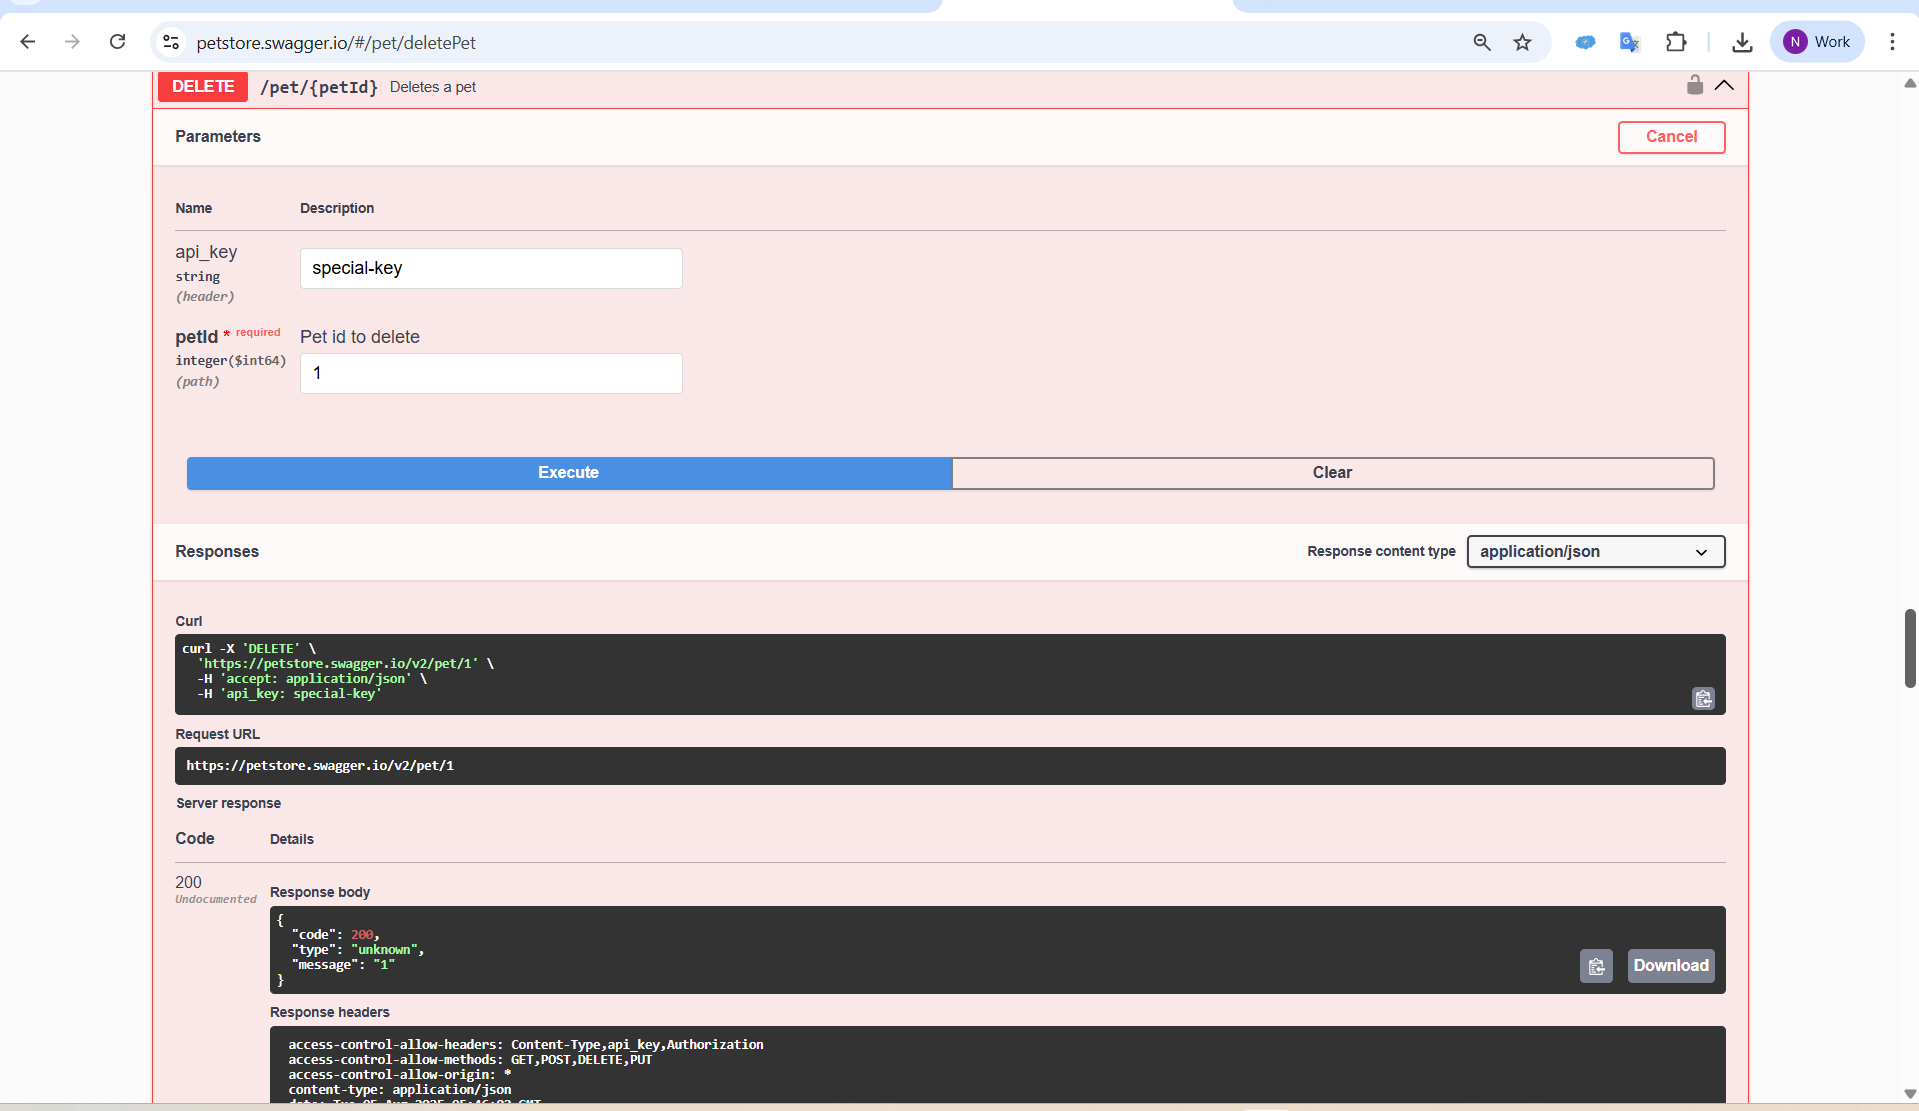 petstore.swagger.io/#/pet/deletePet
N Work
DELETE /pet/{petId} Deletes a pet
Parameters
Cancel
Name Description
api_key
string
(header)
special-key
petId * required
integer($int64)
(path)
Pet id to delete
1
Execute Clear
Responses
Response content type application/json
Curl
curl -X 'DELETE' \
'https://petstore.swagger.io/v2/pet/1' \
-H 'accept: application/json' \
-H 'api_key: special-key'
Request URL
https://petstore.swagger.io/v2/pet/1
Server response
Code Details
200
Undocumented
Response body
{
"code": 200,
"type": "unknown",
"message": "1"
}
Download
Response headers
access-control-allow-headers: Content-Type,api_key,Authorization
access-control-allow-methods: GET,POST,DELETE,PUT
access-control-allow-origin: *
content-type: application/json